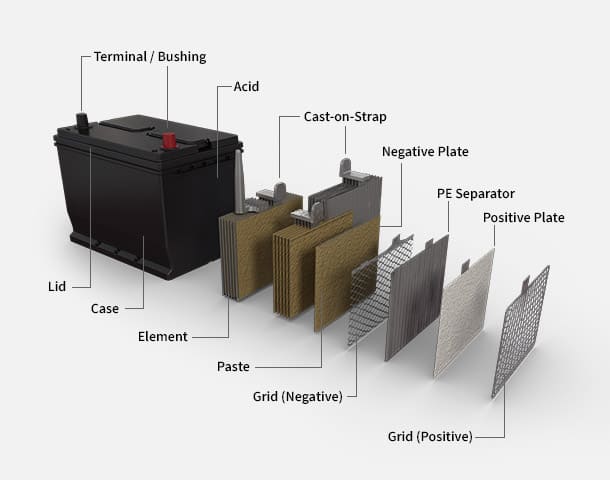 Terminal / Bushing
Acid
Cast-on-Strap
Negative Plate
PE Separator
Positive Plate
Lid
Case
Element
Paste
Grid (Negative)
Grid (Positive)